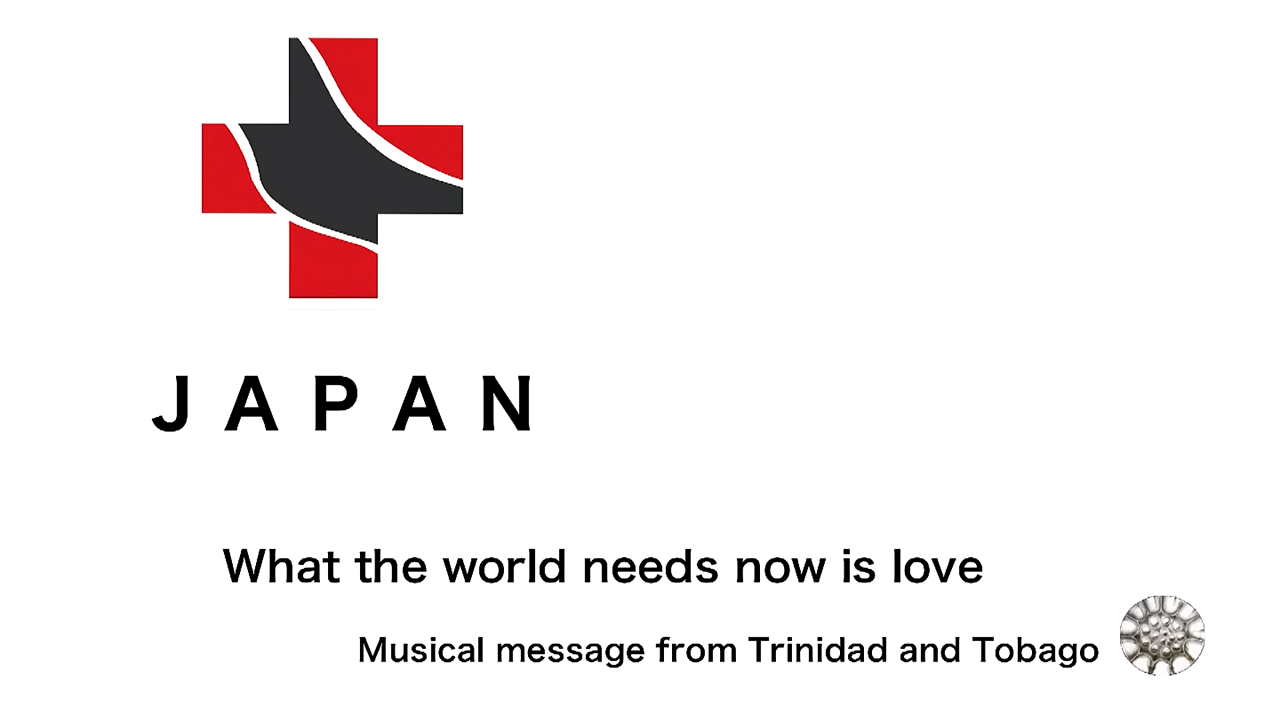 JAPAN
What the world needs now is love
Musical message from Trinidad and Tobago